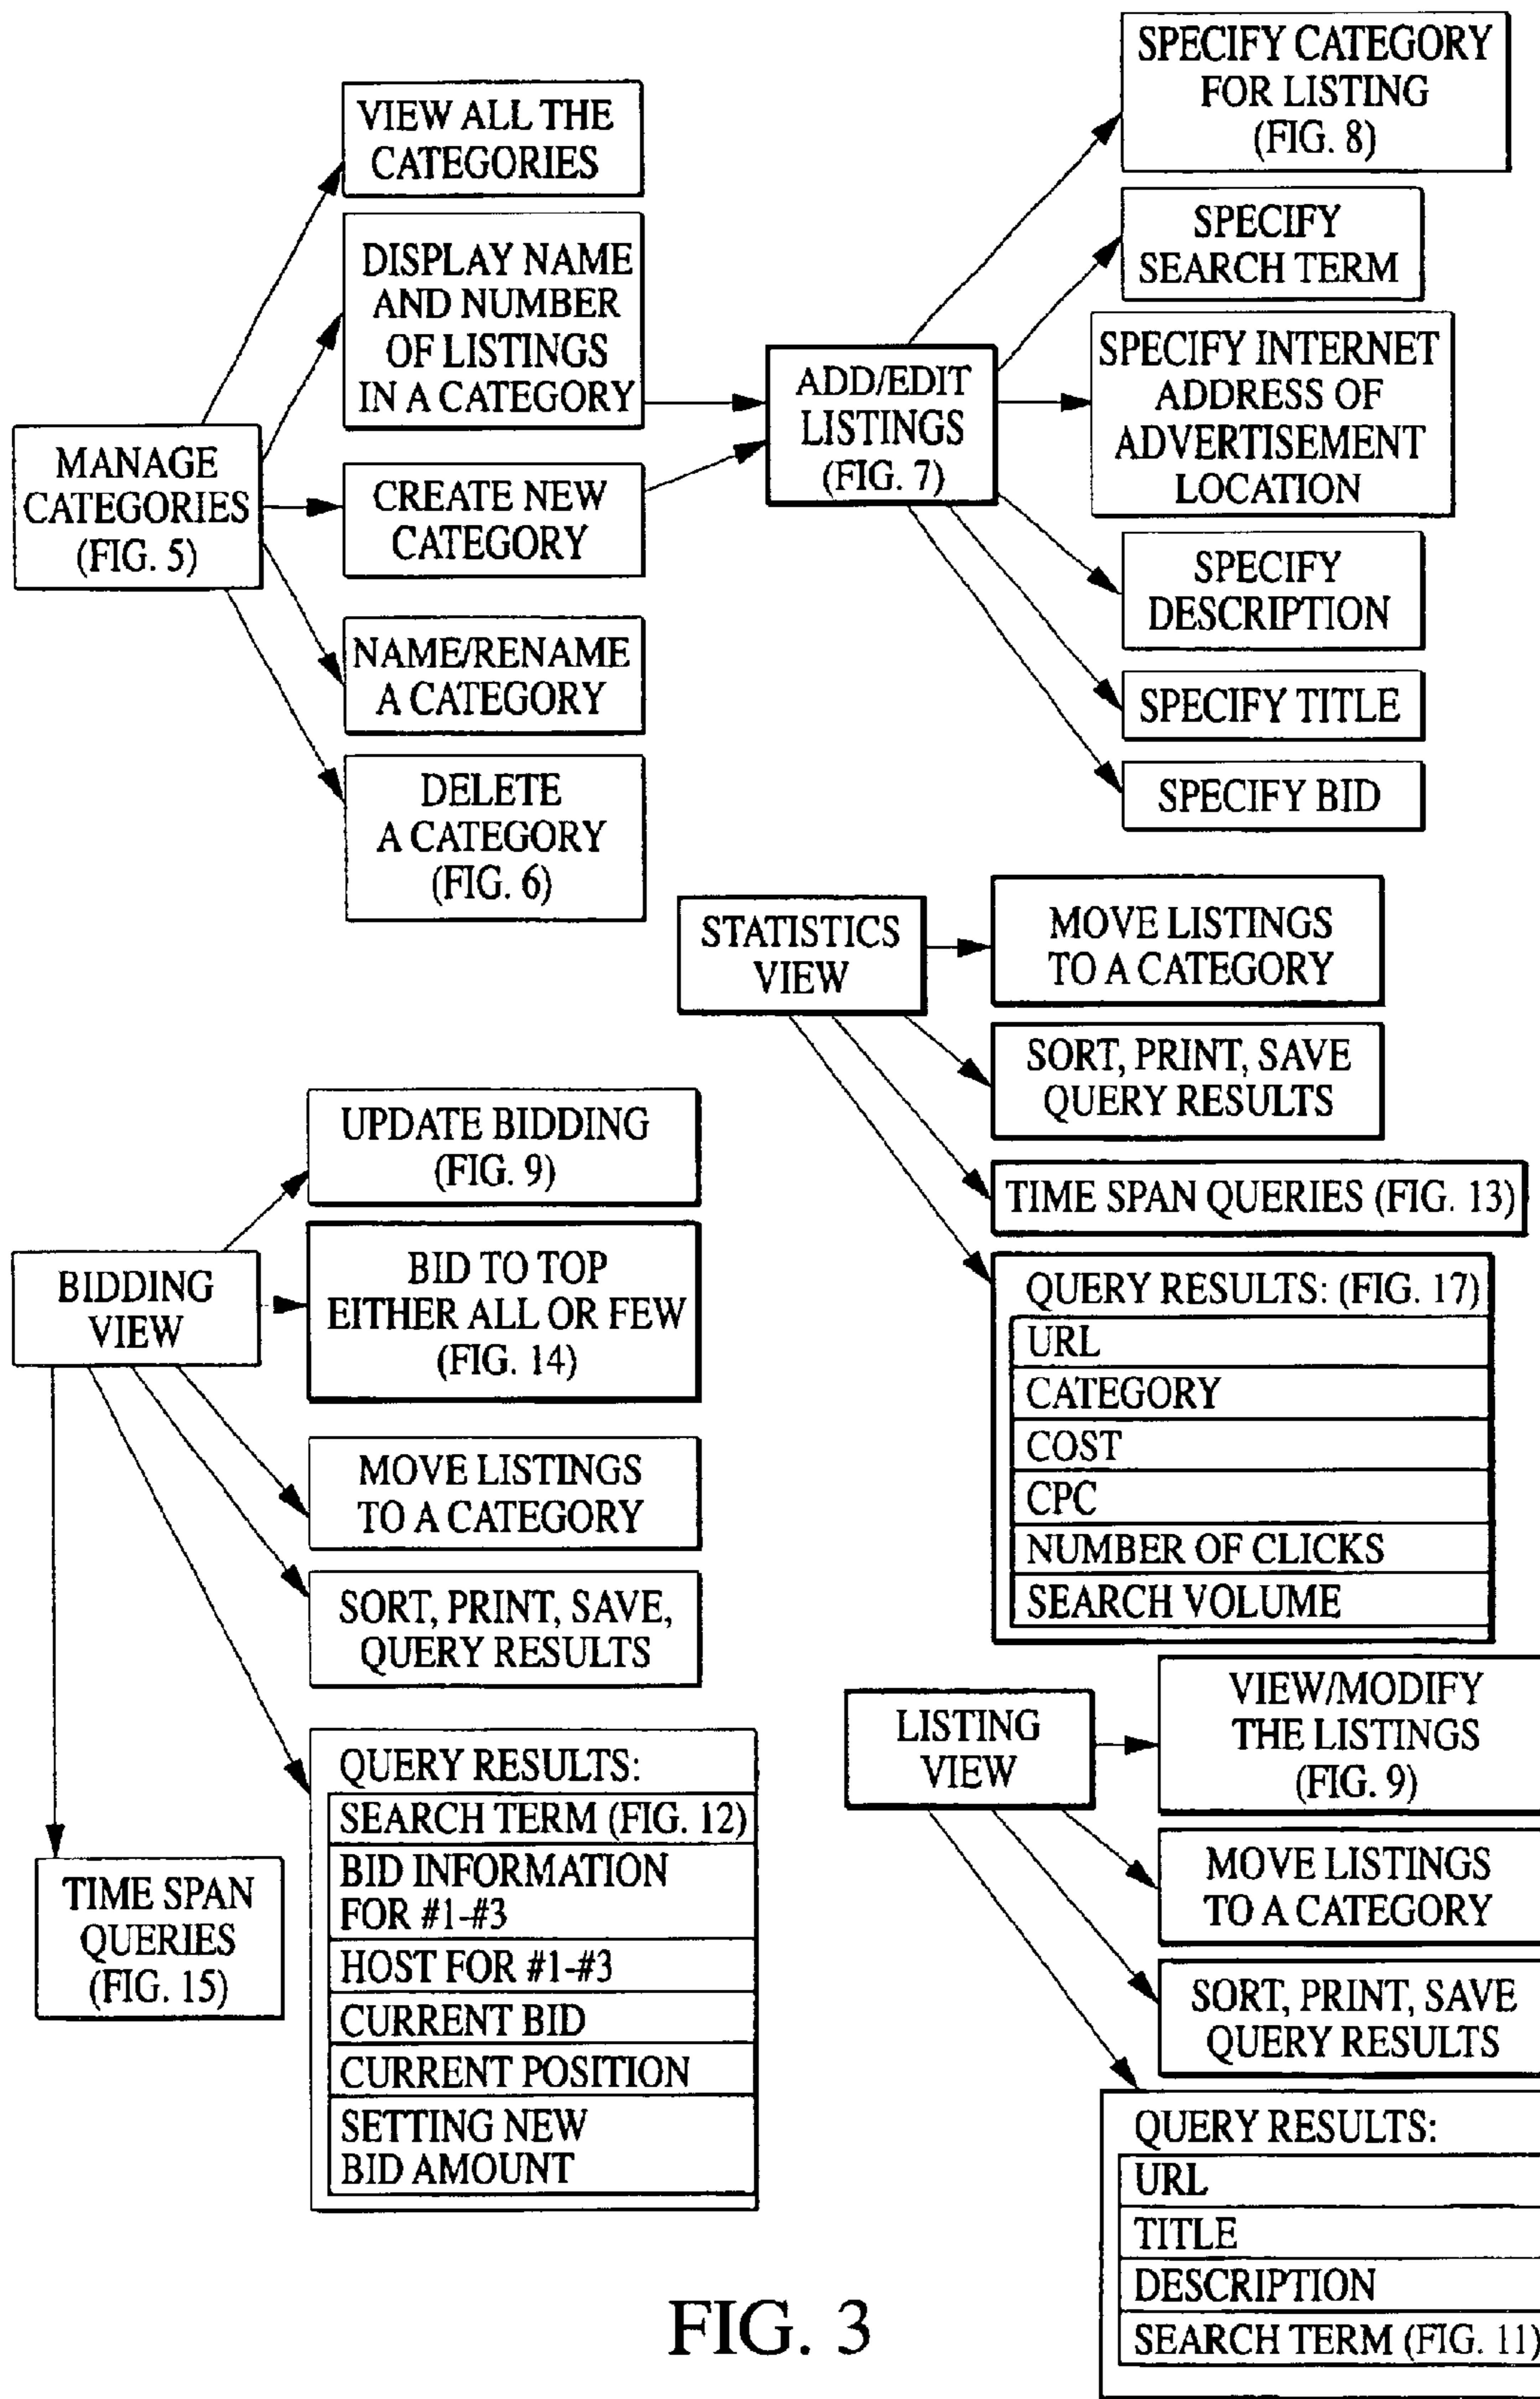 MANAGE
CATEGORIES
(FIG. 5)
VIEW ALL THE
CATEGORIES
DISPLAY NAME
AND NUMBER
OF LISTINGS
IN A CATEGORY
CREATE NEW
CATEGORY
NAME/RENAME
A CATEGORY
DELETE
A CATEGORY
(FIG. 6)
ADD/EDIT
LISTINGS
(FIG. 7)
SPECIFY CATEGORY
FOR LISTING
(FIG. 8)
SPECIFY
SEARCH TERM
SPECIFY INTERNET
ADDRESS OF
ADVERTISEMENT
LOCATION
SPECIFY
DESCRIPTION
SPECIFY TITLE
SPECIFY BID
STATISTICS
VIEW
MOVE LISTINGS
TO A CATEGORY
SORT, PRINT, SAVE
QUERY RESULTS
TIME SPAN QUERIES (FIG. 13)
QUERY RESULTS: (FIG. 17)
URL
CATEGORY
COST
CPC
NUMBER OF CLICKS
SEARCH VOLUME
BIDDING
VIEW
UPDATE BIDDING
(FIG. 9)
BID TO TOP
EITHER ALL OR FEW
(FIG. 14)
MOVE LISTINGS
TO A CATEGORY
SORT, PRINT, SAVE,
QUERY RESULTS
QUERY RESULTS:
SEARCH TERM (FIG. 12)
BID INFORMATION
FOR #1-#3
HOST FOR #1-#3
CURRENT BID
CURRENT POSITION
SETTING NEW
BID AMOUNT
TIME SPAN
QUERIES
(FIG. 15)
LISTING
VIEW
VIEW/MODIFY
THE LISTINGS
(FIG. 9)
MOVE LISTINGS
TO A CATEGORY
SORT, PRINT, SAVE
QUERY RESULTS
QUERY RESULTS:
URL
TITLE
DESCRIPTION
SEARCH TERM (FIG. 11)
FIG. 3